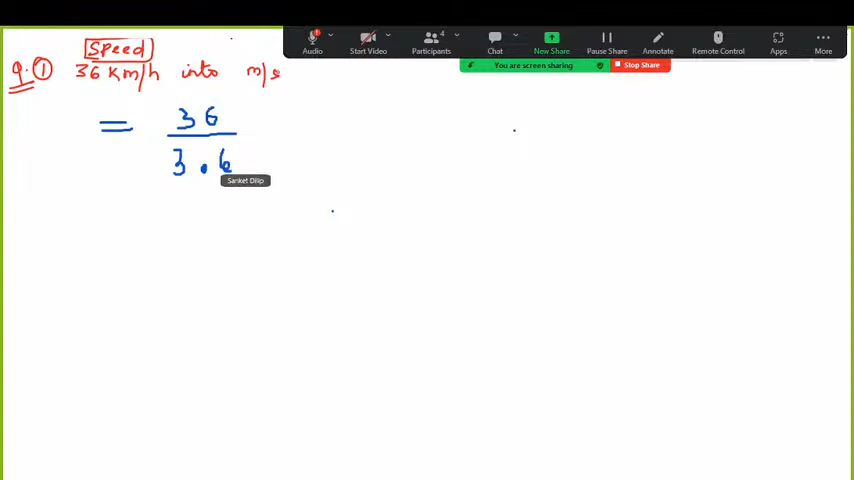 Audio Start Video Participants 4 Chat New Share Pause Share Annotate Remote Control Apps More
You are screen sharing Stop Share
Speed
Q.① 36 Km/h into m/s
= 36
3.6
Sanket Dilip